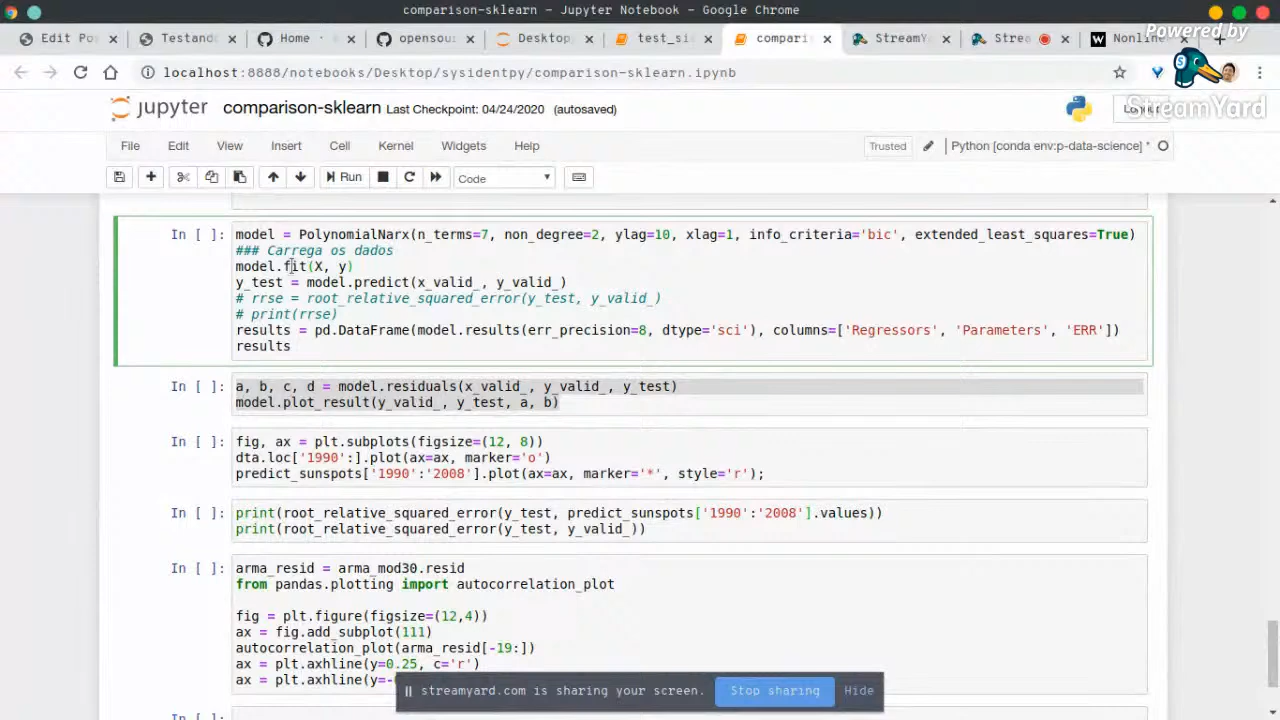 comparison-sklearn – Jupyter Notebook – Google Chrome
Edit Po
Testand
Home -
opensou
Desktop
test_si
compari
StreamY
Strea
Nonline
Powered by
localhost:8888/notebooks/Desktop/sysidentpy/comparison-sklearn.ipynb
jupyter comparison-sklearn Last Checkpoint: 04/24/2020 (autosaved)
StreamYard
File Edit View Insert Cell Kernel Widgets Help Trusted Python [conda env:p-data-science] *
Run Code
In [ ]: model = PolynomialNarx(n_terms=7, non_degree=2, ylag=10, xlag=1, info_criteria='bic', extended_least_squares=True)
### Carrega os dados
model.fit(X, y)
y_test = model.predict(x_valid_, y_valid_)
# rrse = root_relative_squared_error(y_test, y_valid_)
# print(rrse)
results = pd.DataFrame(model.results(err_precision=8, dtype='sci'), columns=['Regressors', 'Parameters', 'ERR'])
results
In [ ]: a, b, c, d = model.residuals(x_valid_, y_valid_, y_test)
model.plot_result(y_valid_, y_test, a, b)
In [ ]: fig, ax = plt.subplots(figsize=(12, 8))
dta.loc['1990':].plot(ax=ax, marker='o')
predict_sunspots['1990':'2008'].plot(ax=ax, marker='*', style='r');
In [ ]: print(root_relative_squared_error(y_test, predict_sunspots['1990':'2008'].values))
print(root_relative_squared_error(y_test, y_valid_))
In [ ]: arma_resid = arma_mod30.resid
from pandas.plotting import autocorrelation_plot
fig = plt.figure(figsize=(12,4))
ax = fig.add_subplot(111)
autocorrelation_plot(arma_resid[-19:])
ax = plt.axhline(y=0.25, c='r')
ax = plt.axhline(y=-
streamyard.com is sharing your screen. Stop sharing Hide